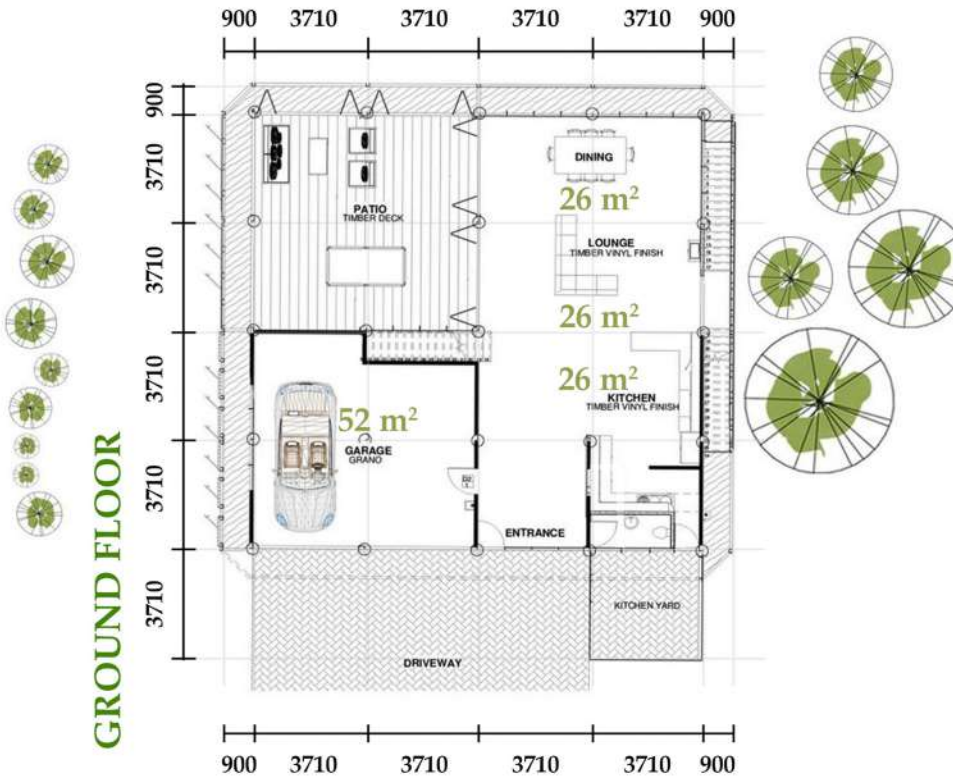 900 3710 3710 3710 3710 900
900
3710
3710
3710
3710
3710
DINING
26 m²
PATIO
TIMBER DECK
LOUNGE
TIMBER VINYL FINISH
26 m²
26 m²
KITCHEN
TIMBER VINYL FINISH
52 m²
GARAGE
GRANO
ENTRANCE
KITCHEN YARD
DRIVEWAY
GROUND FLOOR
900 3710 3710 3710 3710 900